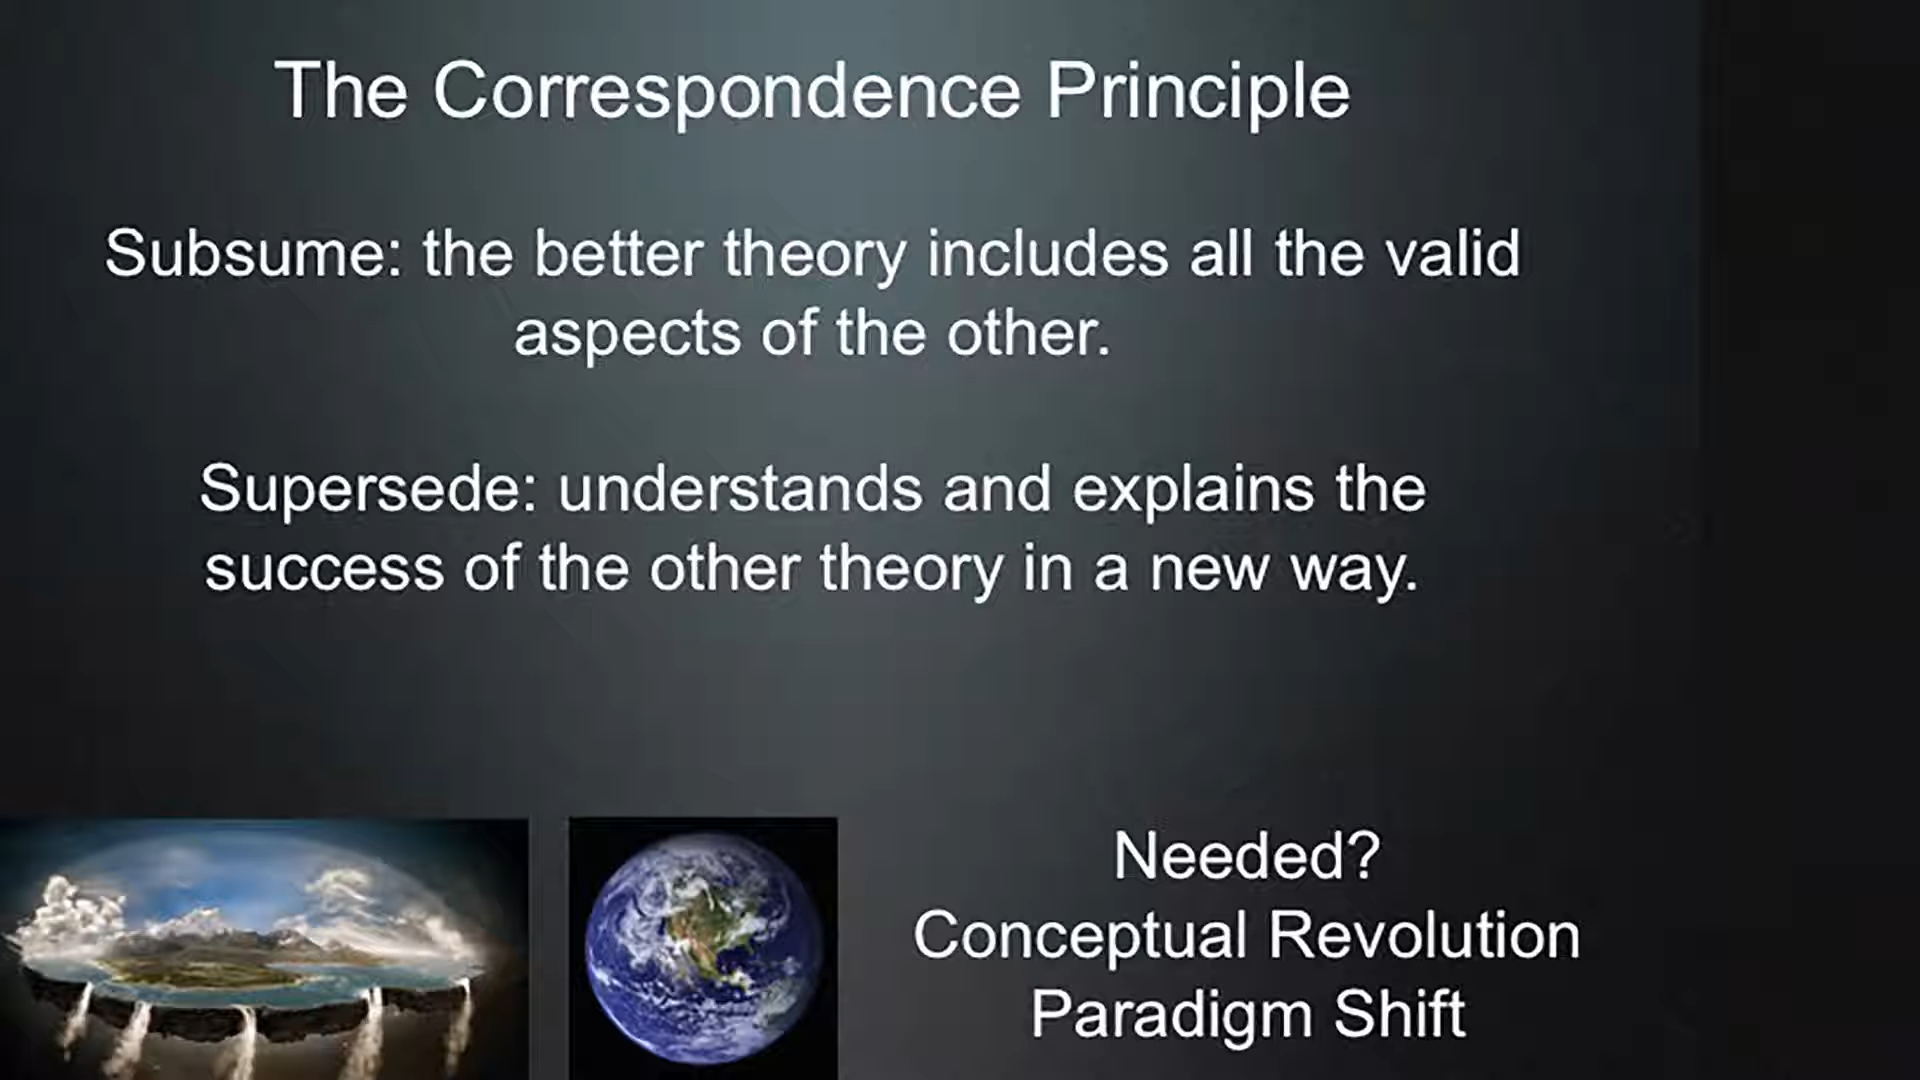 The Correspondence Principle
Subsume: the better theory includes all the valid
aspects of the other.
Supersede: understands and explains the
success of the other theory in a new way.
Needed?
Conceptual Revolution
Paradigm Shift